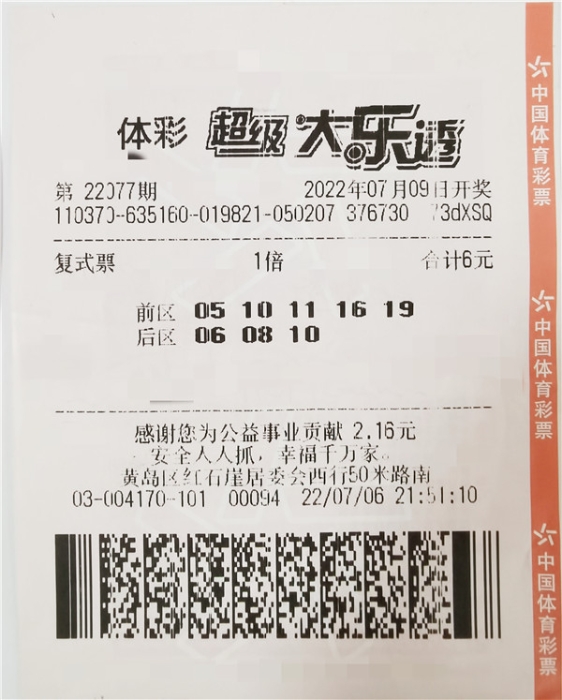 体彩 超级大乐透
第 22077期 2022年07月09日开奖
110370-635160-019821-050207 376730 73dXSQ
复式票 1倍 合计6元
前区 05 10 11 16 19
后区 06 08 10
感谢您为公益事业贡献 2.16元
安全人人抓,幸福千万家。
黄岛区红石崖居委会西行50米路南
03-004170-101 00094 22/07/06 21:51:10
中国体育彩票
中国体育彩票
中国体育彩票